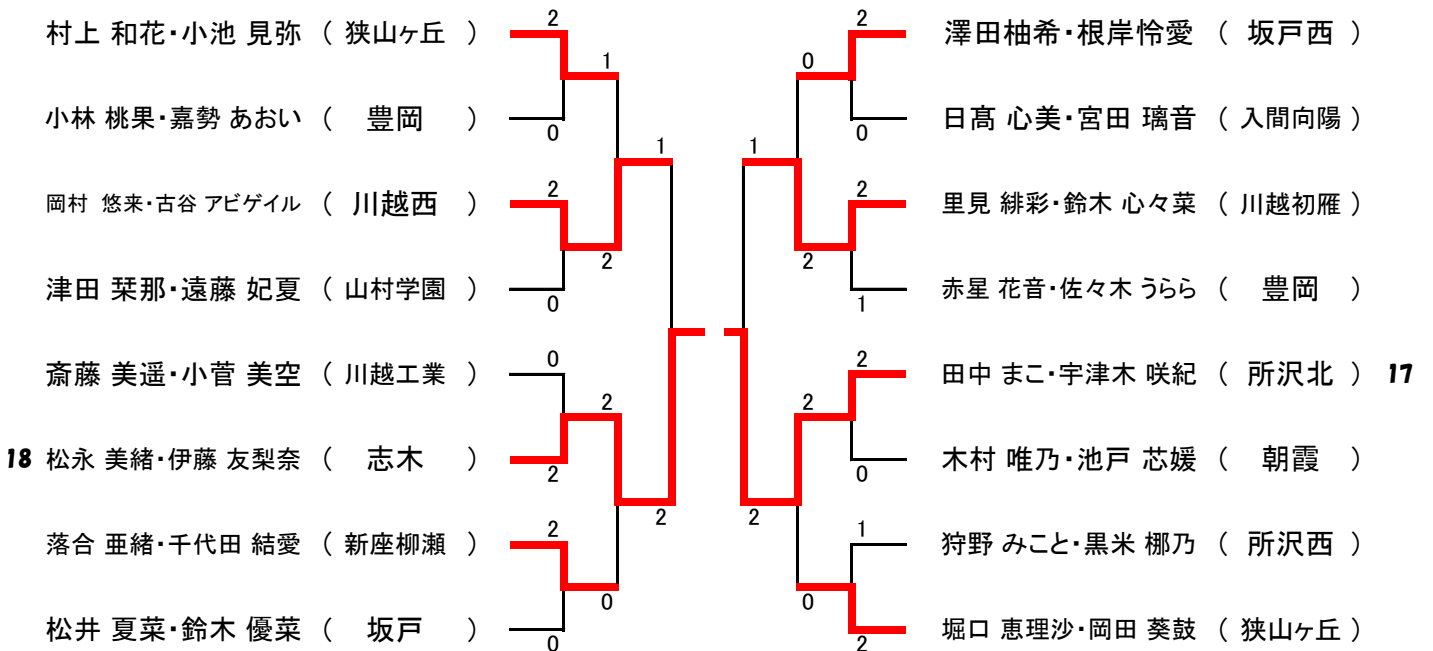 村上 和花・小池 見弥 ( 狭山ヶ丘 ) 2
1
小林 桃果・嘉勢 あおい ( 豊岡 ) 0
1
岡村 悠来・古谷 アビゲイル ( 川越西 ) 2
2
津田 栞那・遠藤 妃夏 ( 山村学園 ) 0
斎藤 美遥・小菅 美空 ( 川越工業 ) 0
2
18 松永 美緒・伊藤 友梨奈 ( 志木 ) 2
2
落合 亜緒・千代田 結愛 ( 新座柳瀬 ) 2
0
松井 夏菜・鈴木 優菜 ( 坂戸 ) 0
2 澤田柚希・根岸怜愛 ( 坂戸西 )
0
0 日髙 心美・宮田 璃音 ( 入間向陽 )
1
2 里見 緋彩・鈴木 心々菜 ( 川越初雁 )
2
1 赤星 花音・佐々木 うらら ( 豊岡 )
2 田中 まこ・宇津木 咲紀 ( 所沢北 ) 17
2
0 木村 唯乃・池戸 芯媛 ( 朝霞 )
2
1 狩野 みこと・黒米 梛乃 ( 所沢西 )
0
2 堀口 恵理沙・岡田 葵鼓 ( 狭山ヶ丘 )